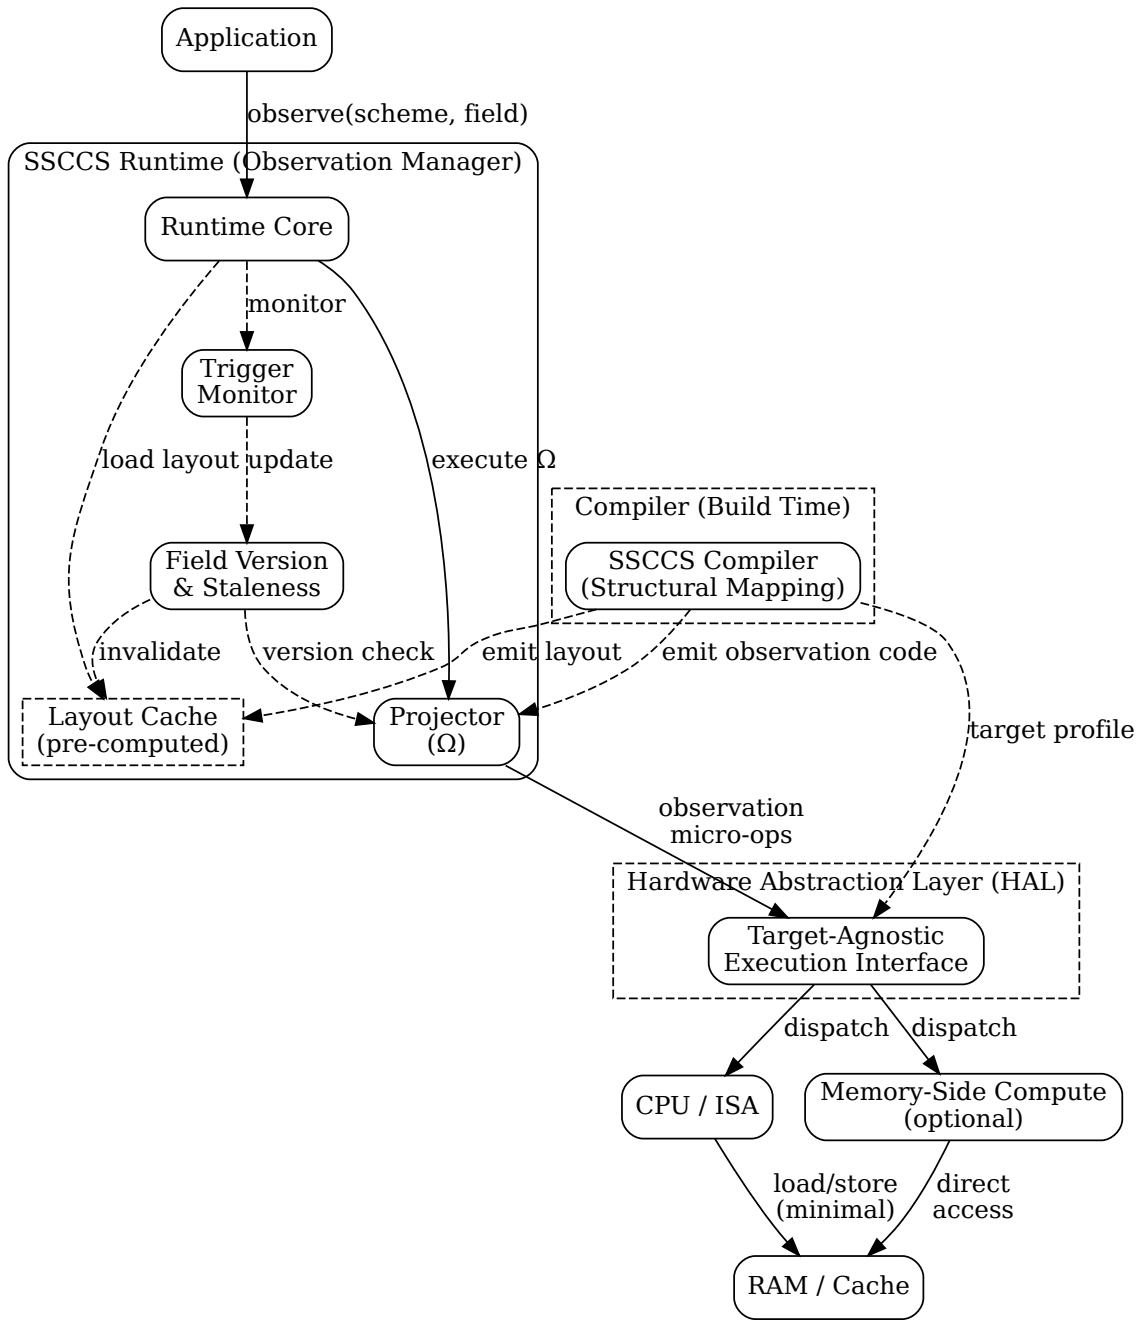 Application
observe(scheme, field)
SSCCS Runtime (Observation Manager)
Runtime Core
monitor
Trigger
Monitor
load layout
update
execute Ω
Compiler (Build Time)
SSCCS Compiler
(Structural Mapping)
Field Version
& Staleness
invalidate
version check
emit layout
emit observation code
Layout Cache
(pre-computed)
Projector
(Ω)
target profile
observation
micro-ops
Hardware Abstraction Layer (HAL)
Target-Agnostic
Execution Interface
dispatch
dispatch
CPU / ISA
Memory-Side Compute
(optional)
load/store
(minimal)
direct
access
RAM / Cache